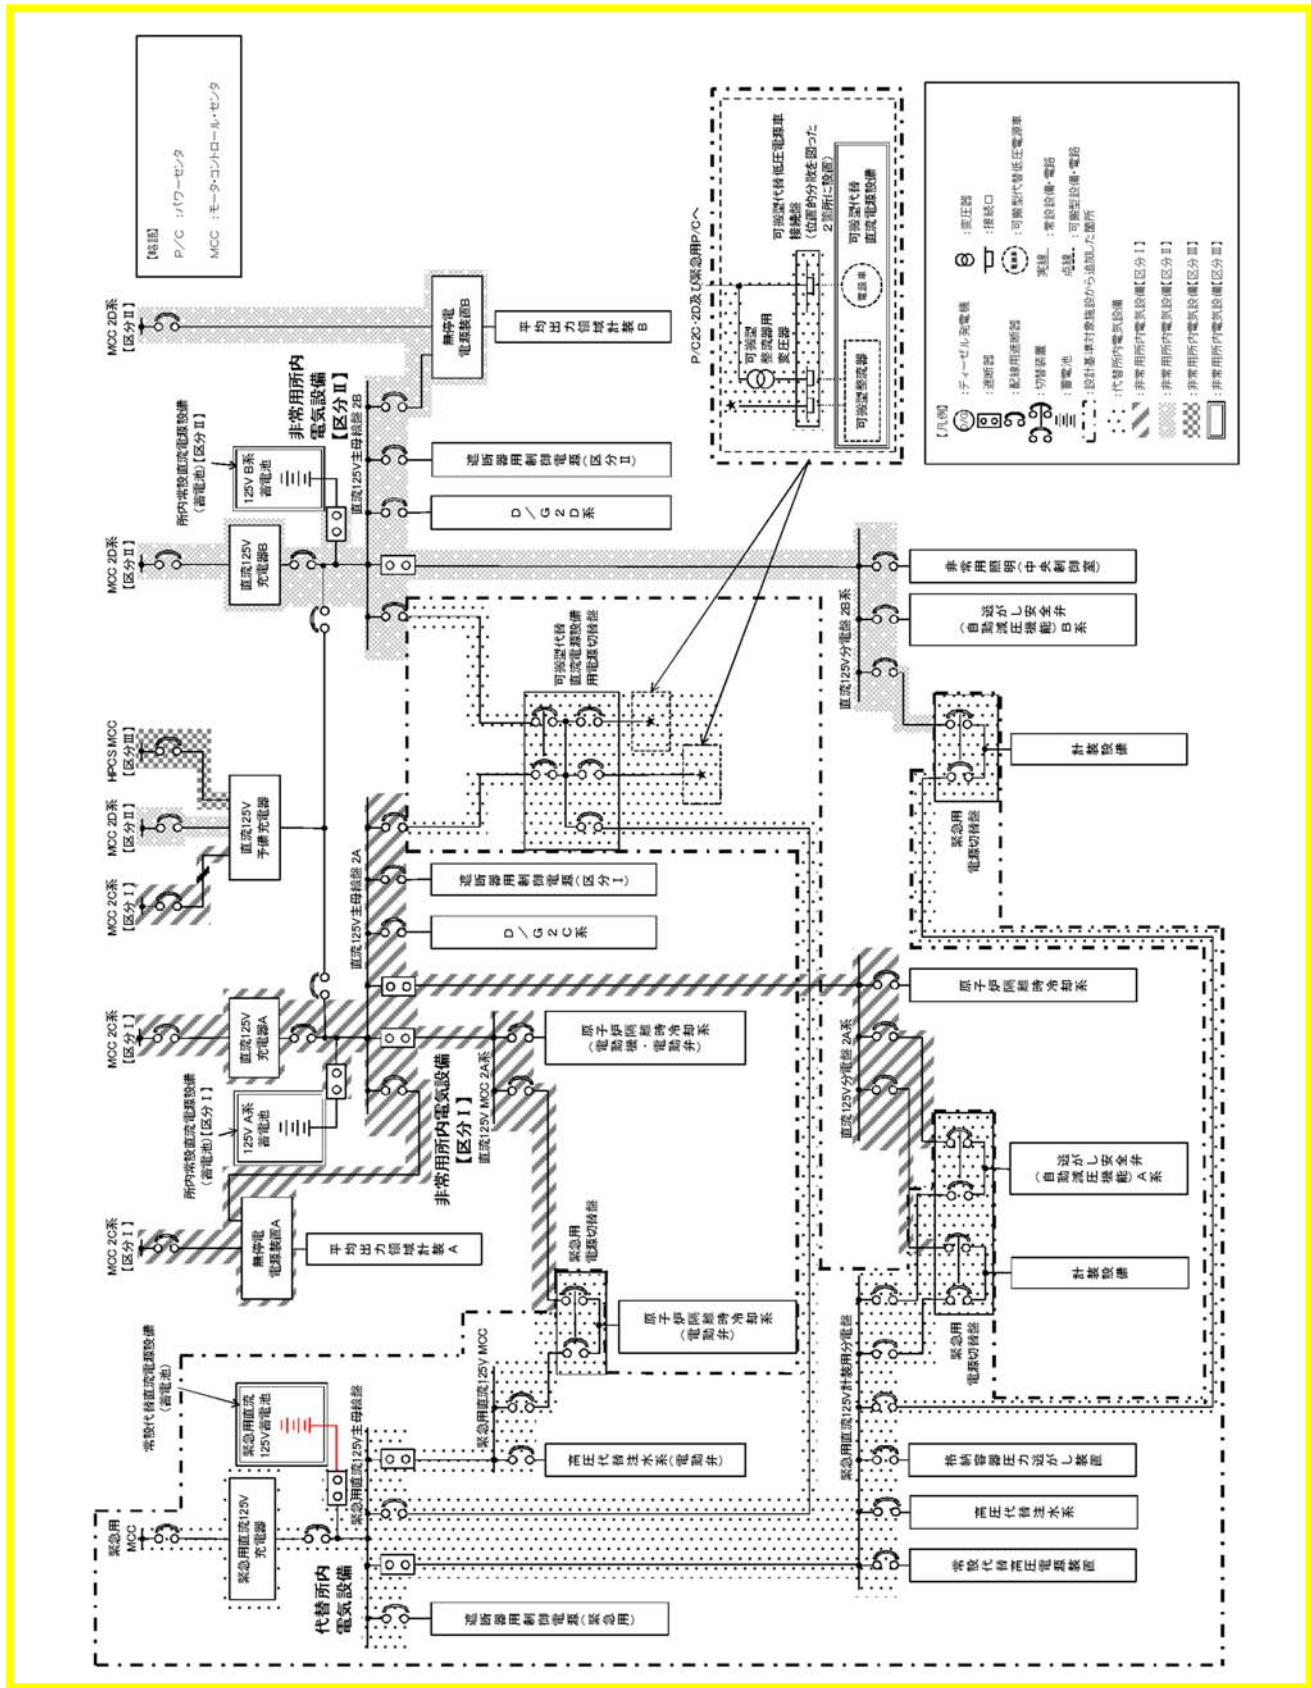 【略語】
P/C ：パワーセンタ
MCC ：モータ・コントロール・センタ
MCC 2D系
【区分Ⅱ】
無停電
電源装置B
平均出力領域計装B
非常用所内
電気設備
【区分Ⅱ】
所内常設直流電源設備
（蓄電池）【区分Ⅱ】
125V B系
蓄電池
MCC 2D系
【区分Ⅱ】
直流125V
充電器B
直流125V主母線盤 2B
遮断器用制御電源（区分Ⅱ）
D/G2D系
HPCS MCC
【区分Ⅲ】
MCC 2D系
【区分Ⅱ】
MCC 2C系
【区分Ⅰ】
直流125V
予備充電器
P/C2C・2D及び緊急用P/Cへ
可搬型
整流器用
変圧器
可搬型代替低圧電源車
接続盤
（位置的分散を図った
2箇所に設置）
可搬型代替
直流電源設備
電源車
可搬型整流器
【凡例】
D/G
：ディーゼル発電機
：遮断器
：配線用遮断器
：切替装置
：蓄電池
：設計基準対象施設から追加した箇所
：代替所内電気設備
：非常用所内電気設備【区分Ⅰ】
：非常用所内電気設備【区分Ⅱ】
：非常用所内電気設備【区分Ⅲ】
：非常用所内電気設備【区分Ⅲ】
：変圧器
：接続口
電源車
：可搬型代替低圧電源車
実線
：常設設備・電路
点線
：可搬型設備・電路
可搬型代替
直流電源設備
用電源切替盤
直流125V分電盤 2B系
非常用照明（中央制御室）
逃がし安全弁
（自動減圧機能）B系
計装設備
緊急用
電源切替盤
MCC 2C系
【区分Ⅰ】
直流125V
充電器A
所内常設直流電源設備
（蓄電池）【区分Ⅰ】
125V A系
蓄電池
直流125V主母線盤 2A
遮断器用制御電源（区分Ⅰ）
D/G2C系
MCC 2C系
【区分Ⅰ】
無停電
電源装置A
平均出力領域計装A
非常用所内電気設備
【区分Ⅰ】
直流125V MCC 2A系
原子炉隔離時冷却系
（電動機・電動弁）
緊急用
電源切替盤
原子炉隔離時冷却系
（電動弁）
直流125V分電盤 2A系
原子炉隔離時冷却系
逃がし安全弁
（自動減圧機能）A系
計装設備
緊急用
電源切替盤
常設代替直流電源設備
（蓄電池）
緊急用直流
125V蓄電池
緊急用
MCC
緊急用直流125V
充電器
緊急用直流125V主母線盤
緊急用直流125V MCC
高圧代替注水系（電動弁）
代替所内
電気設備
遮断器用制御電源（緊急用）
緊急用直流125V計装用分電盤
格納容器圧力逃がし装置
高圧代替注水系
常設代替高圧電源装置